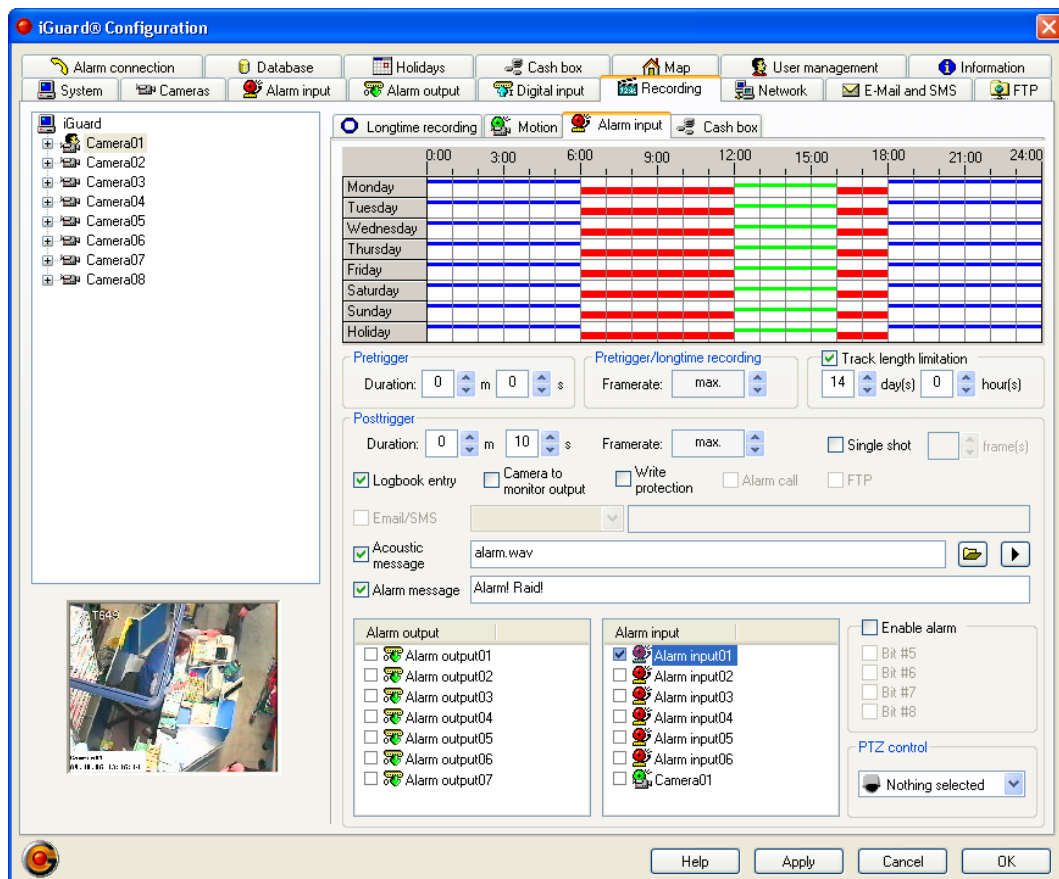 iGuard® Configuration
Alarm connection Database Holidays Cash box Map User management Information
System Cameras Alarm input Alarm output Digital input Recording Network E-Mail and SMS FTP
iGuard
Camera01
Camera02
Camera03
Camera04
Camera05
Camera06
Camera07
Camera08
Longtime recording Motion Alarm input Cash box
0:00 3:00 6:00 9:00 12:00 15:00 18:00 21:00 24:00
Monday
Tuesday
Wednesday
Thursday
Friday
Saturday
Sunday
Holiday
Pretrigger Pretrigger/longtime recording Track length limitation
Duration: 0 m 0 s Framerate: max. 14 day(s) 0 hour(s)
Posttrigger
Duration: 0 m 10 s Framerate: max. Single shot frame(s)
Logbook entry Camera to monitor output Write protection Alarm call FTP
Email/SMS
Acoustic message alarm.wav
Alarm message Alarm! Raid!
Alarm output
Alarm output01
Alarm output02
Alarm output03
Alarm output04
Alarm output05
Alarm output06
Alarm output07
Alarm input
Alarm input01
Alarm input02
Alarm input03
Alarm input04
Alarm input05
Alarm input06
Camera01
Enable alarm
Bit #5
Bit #6
Bit #7
Bit #8
PTZ control
Nothing selected
Camera01
Help Apply Cancel OK